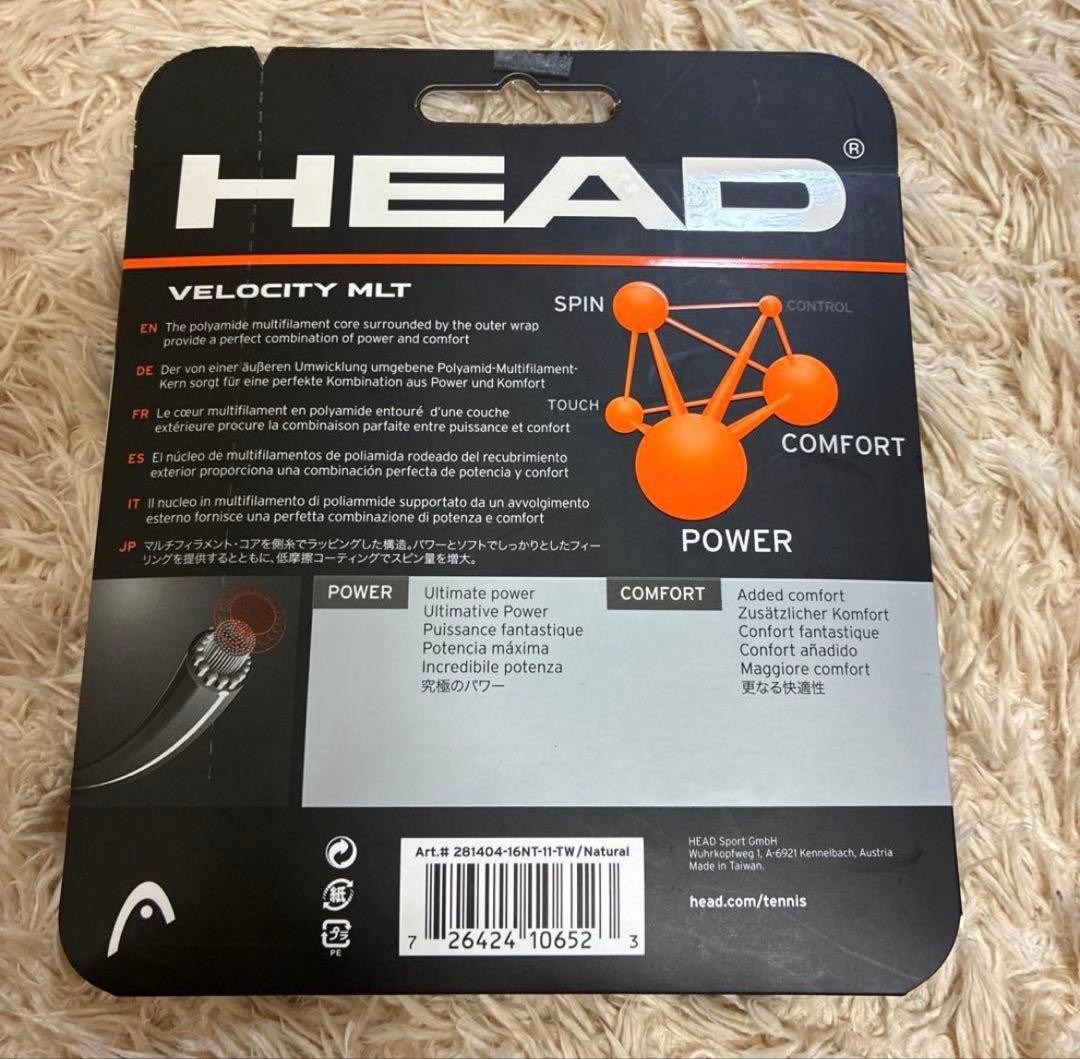 HEAD®
VELOCITY MLT
EN The polyamide multifilament core surrounded by the outer wrap
provide a perfect combination of power and comfort
DE Der von einer äußeren Umwicklung umgebene Polyamid-Multifilament-
Kern sorgt für eine perfekte Kombination aus Power und Komfort
FR Le cœur multifilament en polyamide entouré d'une couche
extérieure procure la combinaison parfaite entre puissance et confort
ES El núcleo de multifilamentos de poliamida rodeado del recubrimiento
exterior proporciona una combinación perfecta de potencia y confort
IT Il nucleo in multifilamento di poliammide supportato da un avvolgimento
esterno fornisce una perfetta combinazione di potenza e comfort
JP マルチフィラメント・コアを側糸でラッピングした構造。パワーとソフトでしっかりとしたフィー
リングを提供するとともに、低摩擦コーティングでスピン量を増大。
SPIN
CONTROL
TOUCH
COMFORT
POWER
POWER
Ultimate power
Ultimative Power
Puissance fantastique
Potencia máxima
Incredibile potenza
究極のパワー
COMFORT
Added comfort
Zusätzlicher Komfort
Confort fantastique
Confort añadido
Maggiore comfort
更なる快適性
紙
プラ
PE
Art.# 281404-16NT-11-TW/Natural
7 26424 10652 3
HEAD Sport GmbH
Wuhrkopfweg 1, A-6921 Kennelbach, Austria
Made in Taiwan.
head.com/tennis